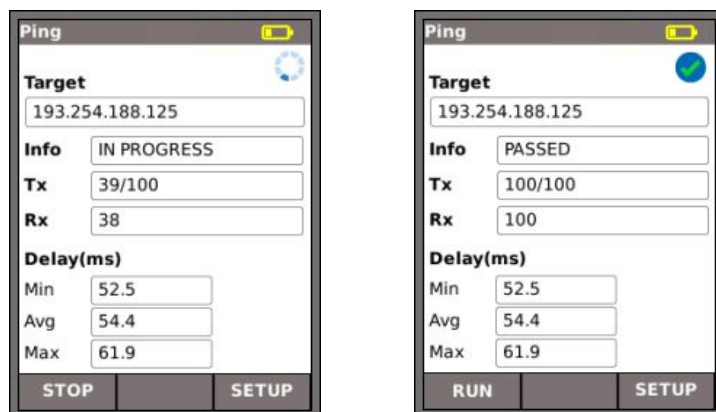 Ping
Target
193.254.188.125
Info IN PROGRESS
Tx 39/100
Rx 38
Delay(ms)
Min 52.5
Avg 54.4
Max 61.9
STOP SETUP
Ping
Target
193.254.188.125
Info PASSED
Tx 100/100
Rx 100
Delay(ms)
Min 52.5
Avg 54.4
Max 61.9
RUN SETUP